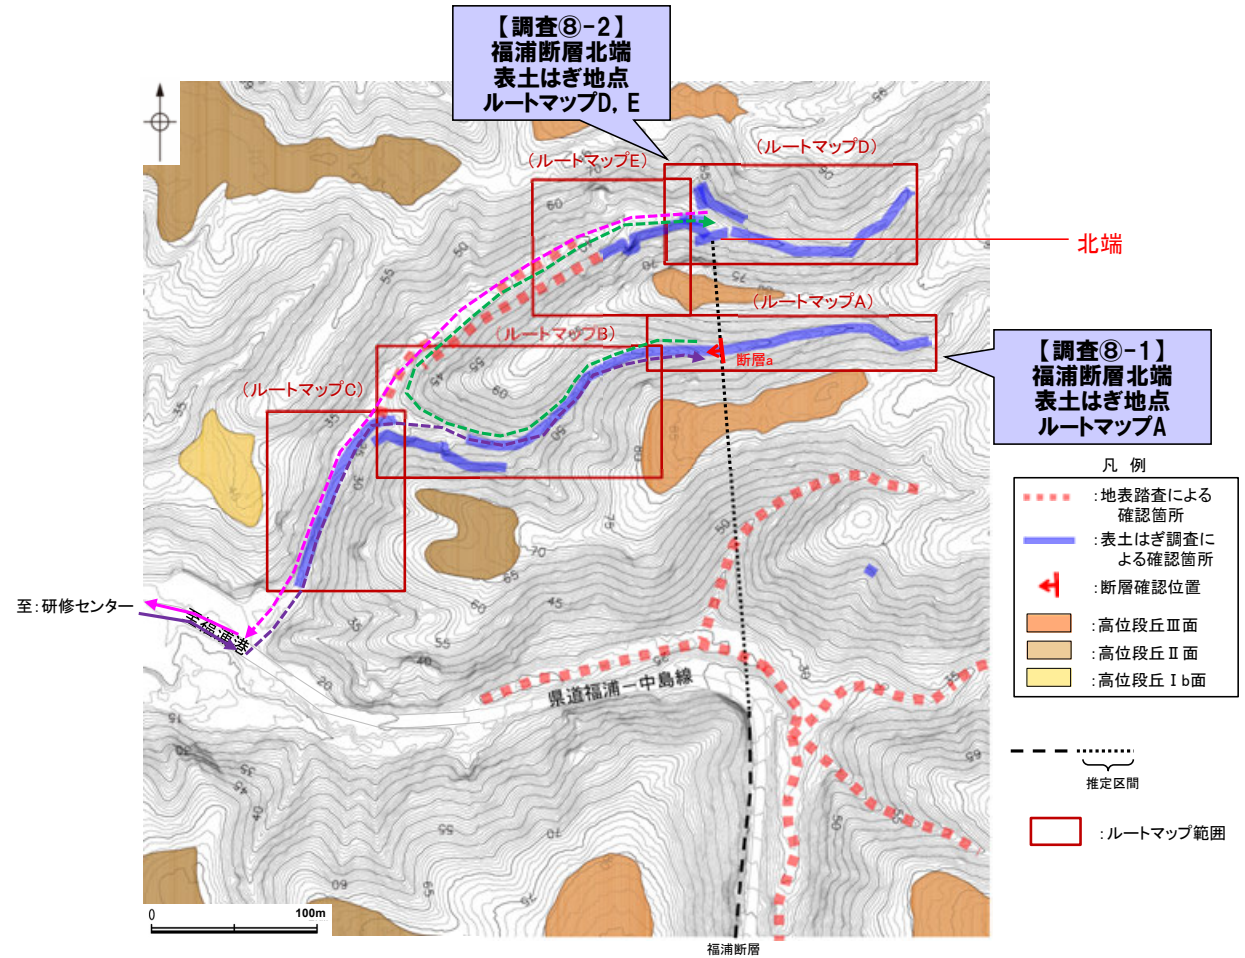 【調査⑧-2】
福浦断層北端
表土はぎ地点
ルートマップD, E
(ルートマップE)
(ルートマップD)
北端
(ルートマップA)
(ルートマップB)
断層a
(ルートマップC)
【調査⑧-1】
福浦断層北端
表土はぎ地点
ルートマップA
凡 例
:地表踏査による
確認箇所
:表土はぎ調査に
よる確認箇所
:断層確認位置
:高位段丘Ⅲ面
:高位段丘Ⅱ面
:高位段丘Ⅰb面
推定区間
:ルートマップ範囲
至:研修センター
至福浦港
県道福浦ー中島線
0
100m
福浦断層